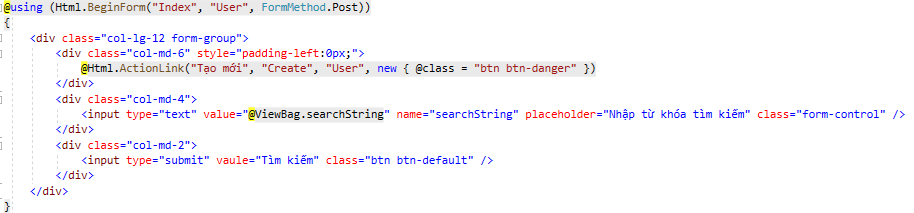 @using (Html.BeginForm("Index", "User", FormMethod.Post))
{
    <div class="col-lg-12 form-group">
        <div class="col-md-6" style="padding-left:0px;">
            @Html.ActionLink("Tạo mới", "Create", "User", new { @class = "btn btn-danger" })
        </div>
        <div class="col-md-4">
            <input type="text" value="@ViewBag.searchString" name="searchString" placeholder="Nhập từ khóa tìm kiếm" class="form-control" />
        </div>
        <div class="col-md-2">
            <input type="submit" vaule="Tìm kiếm" class="btn btn-default" />
        </div>
    </div>
}